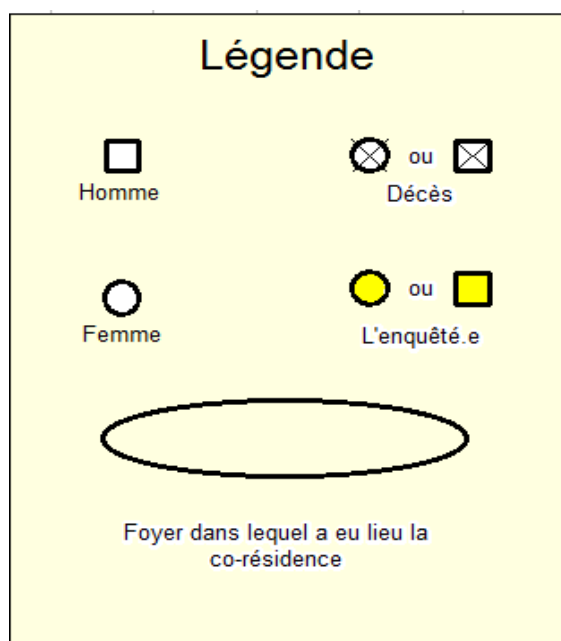 Légende
ou
Homme
Décès
ou
Femme
L'enquêté.e
Foyer dans lequel a eu lieu la
co-résidence